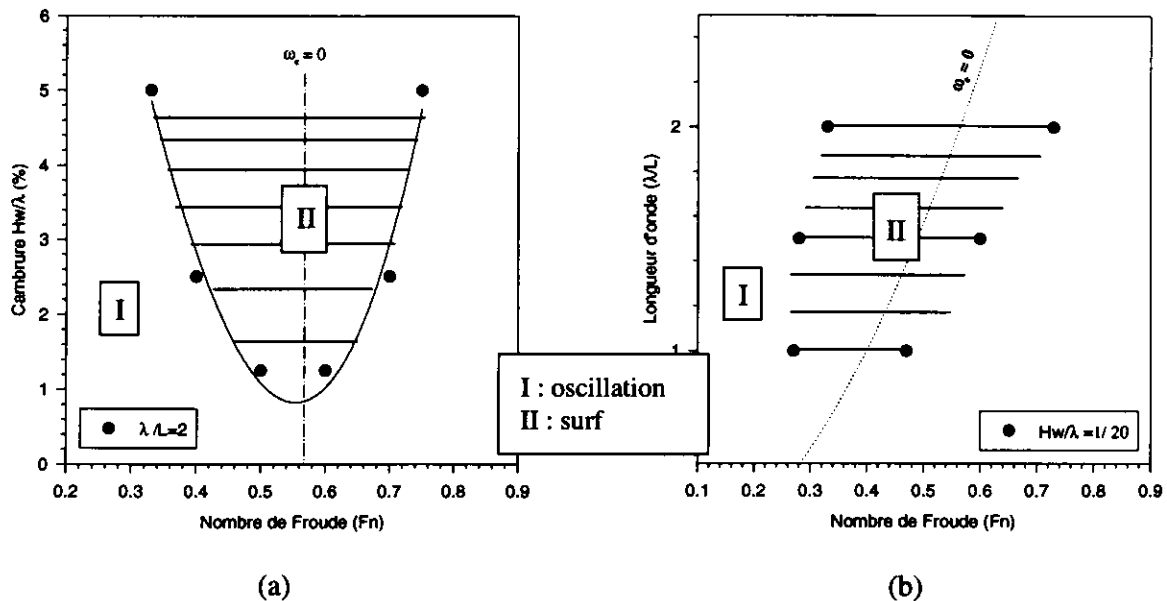 6
5
4
3
2
1
0
Cambrure Hw/λ (%)
ωe = 0
II
I
λ /L=2
0.2 0.3 0.4 0.5 0.6 0.7 0.8 0.9
Nombre de Froude (Fn)
(a)
I : oscillation
II : surf
2
1
Longueur d'onde (λ/L)
ωe = 0
II
I
Hw/λ =1/ 20
0.1 0.2 0.3 0.4 0.5 0.6 0.7 0.8 0.9
Nombre de Froude (Fn)
(b)